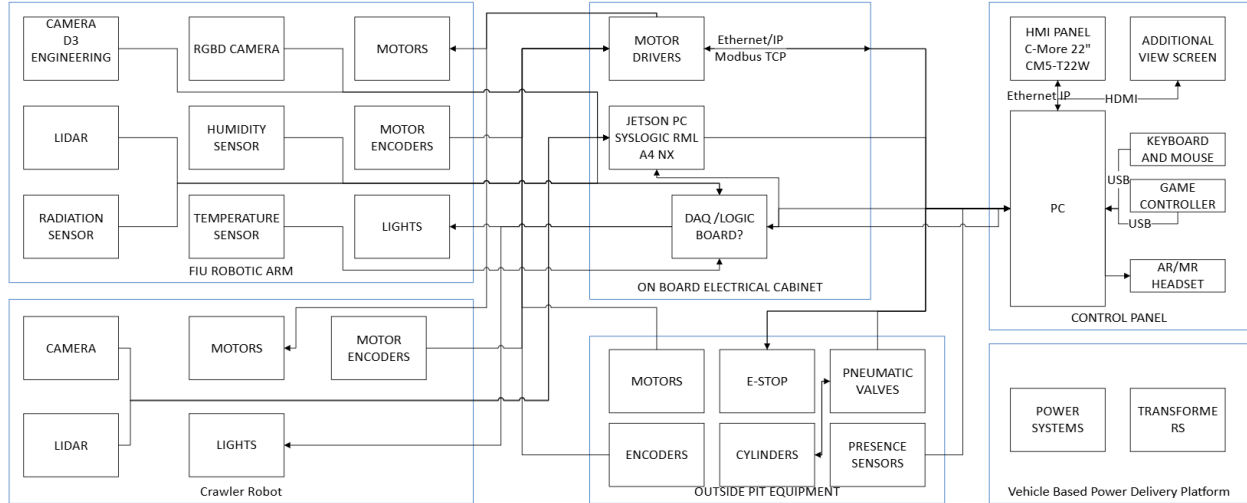 CAMERA
D3
ENGINEERING
RGBD CAMERA
MOTORS
LIDAR
HUMIDITY
SENSOR
MOTOR
ENCODERS
RADIATION
SENSOR
TEMPERATURE
SENSOR
LIGHTS
FIU ROBOTIC ARM
MOTOR
DRIVERS
Ethernet/IP
Modbus TCP
JETSON PC
SYSLOGIC RML
A4 NX
DAQ /LOGIC
BOARD?
ON BOARD ELECTRICAL CABINET
HMI PANEL
C-More 22"
CM5-T22W
ADDITIONAL
VIEW SCREEN
Ethernet IP
HDMI
PC
KEYBOARD
AND MOUSE
USB
GAME
CONTROLLER
USB
AR/MR
HEADSET
CONTROL PANEL
CAMERA
MOTORS
MOTOR
ENCODERS
LIDAR
LIGHTS
Crawler Robot
MOTORS
E-STOP
PNEUMATIC
VALVES
ENCODERS
CYLINDERS
PRESENCE
SENSORS
OUTSIDE PIT EQUIPMENT
POWER
SYSTEMS
TRANSFORME
RS
Vehicle Based Power Delivery Platform